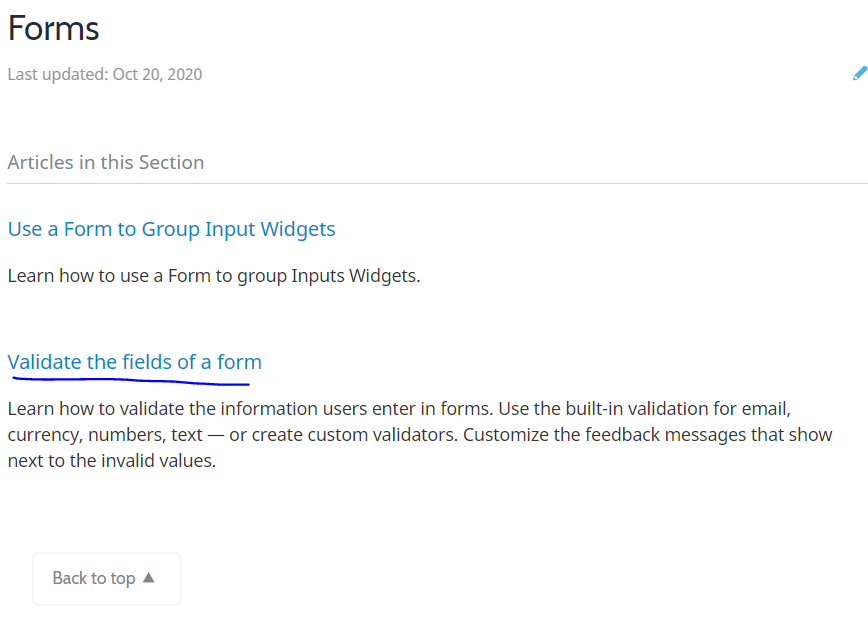 Forms
Last updated: Oct 20, 2020
Articles in this Section
Use a Form to Group Input Widgets
Learn how to use a Form to group Inputs Widgets.
Validate the fields of a form
Learn how to validate the information users enter in forms. Use the built-in validation for email,
currency, numbers, text — or create custom validators. Customize the feedback messages that show
next to the invalid values.
Back to top ▲